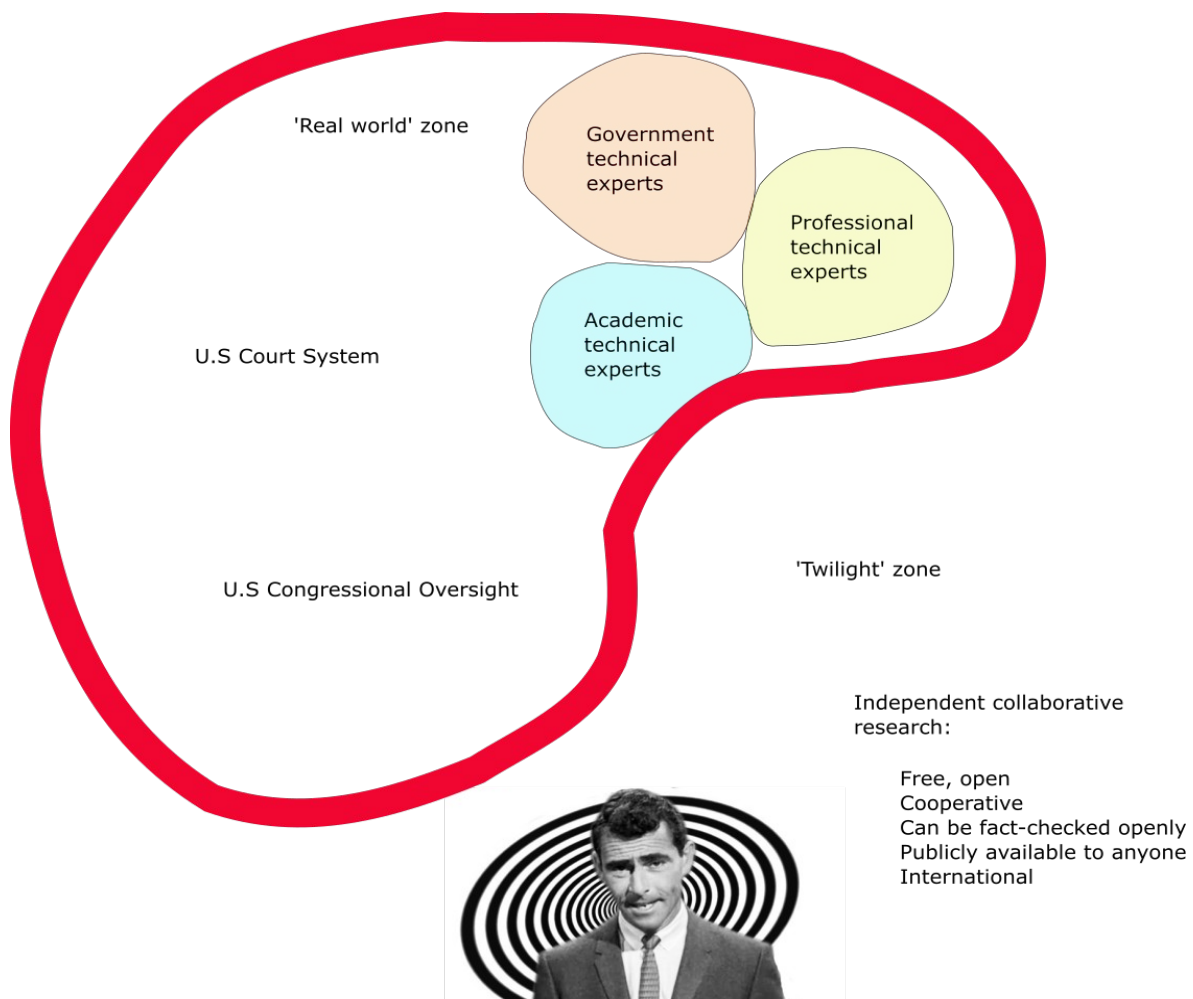 'Real world' zone
Government
technical
experts
Professional
technical
experts
Academic
technical
experts
U.S Court System
U.S Congressional Oversight
'Twilight' zone
Independent collaborative
research:
Free, open
Cooperative
Can be fact-checked openly
Publicly available to anyone
International